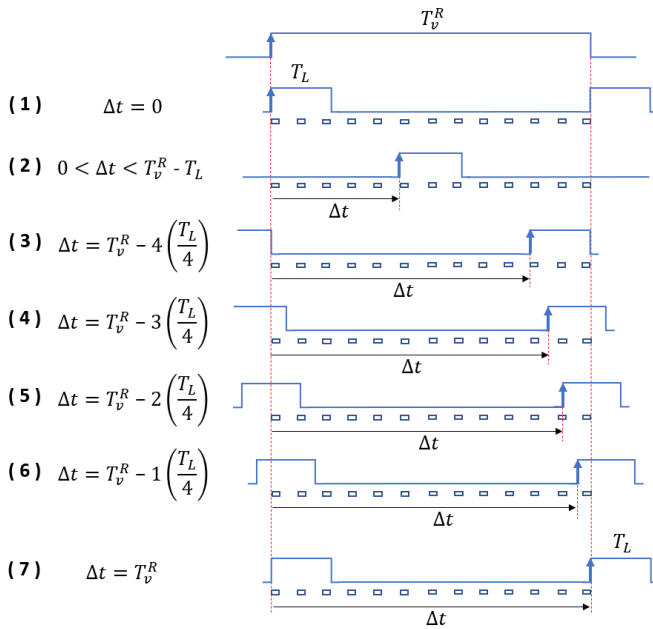 T_v^R
T_L
(1) Δt = 0
(2) 0 < Δt < T_v^R - T_L
Δt
(3) Δt = T_v^R − 4 (T_L/4)
Δt
(4) Δt = T_v^R − 3 (T_L/4)
Δt
(5) Δt = T_v^R − 2 (T_L/4)
Δt
(6) Δt = T_v^R − 1 (T_L/4)
Δt
T_L
(7) Δt = T_v^R
Δt